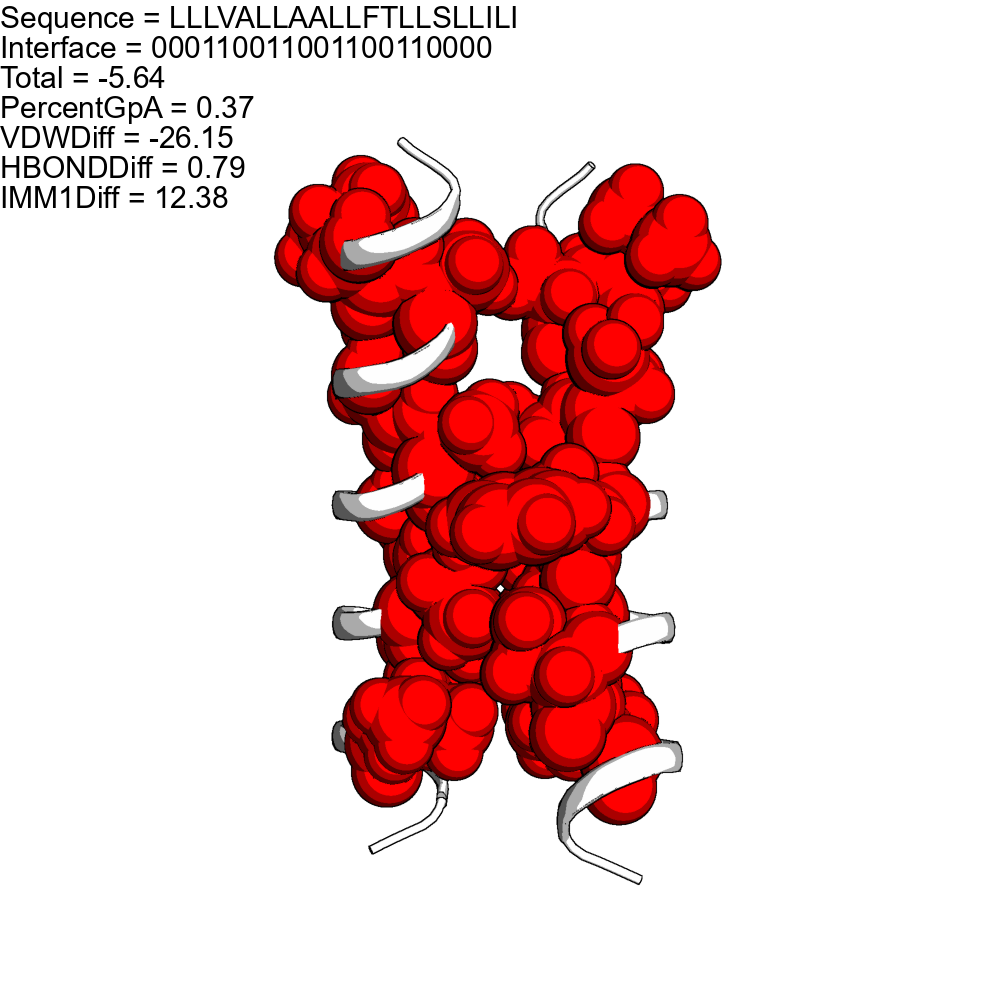 Sequence = LLLVALLAALLFTLLSLLILI
Interface = 000110011001100110000
Total = -5.64
PercentGpA = 0.37
VDWDiff = -26.15
HBONDDiff = 0.79
IMM1Diff = 12.38